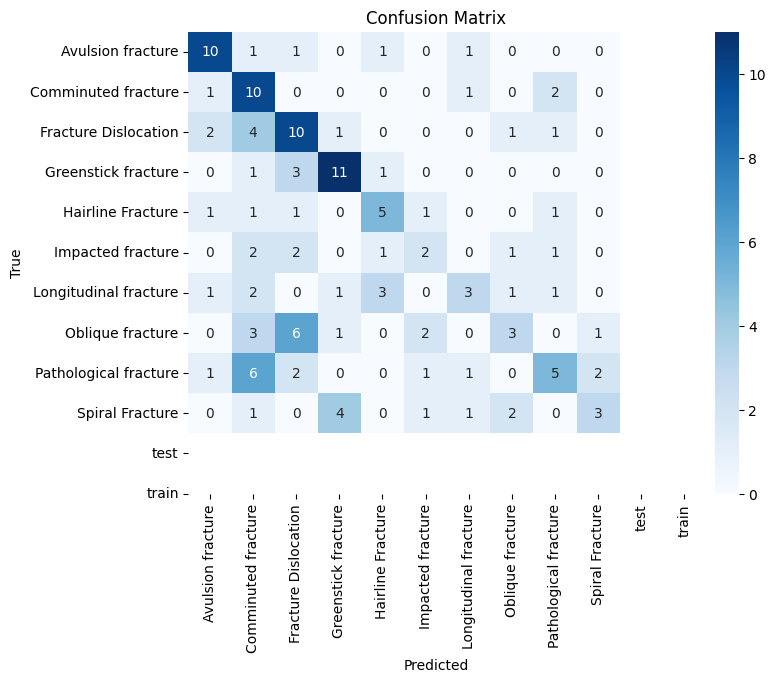 Confusion Matrix
Avulsion fracture 10 1 1 0 1 0 1 0 0 0
Comminuted fracture 1 10 0 0 0 0 1 0 2 0
Fracture Dislocation 2 4 10 1 0 0 0 1 1 0
Greenstick fracture 0 1 3 11 1 0 0 0 0 0
Hairline Fracture 1 1 1 0 5 1 0 0 1 0
Impacted fracture 0 2 2 0 1 2 0 1 1 0
Longitudinal fracture 1 2 0 1 3 0 3 1 1 0
Oblique fracture 0 3 6 1 0 2 0 3 0 1
Pathological fracture 1 6 2 0 0 1 1 0 5 2
Spiral Fracture 0 1 0 4 0 1 1 2 0 3
test
train
True
Avulsion fracture
Comminuted fracture
Fracture Dislocation
Greenstick fracture
Hairline Fracture
Impacted fracture
Longitudinal fracture
Oblique fracture
Pathological fracture
Spiral Fracture
test
train
Predicted
10
8
6
4
2
0